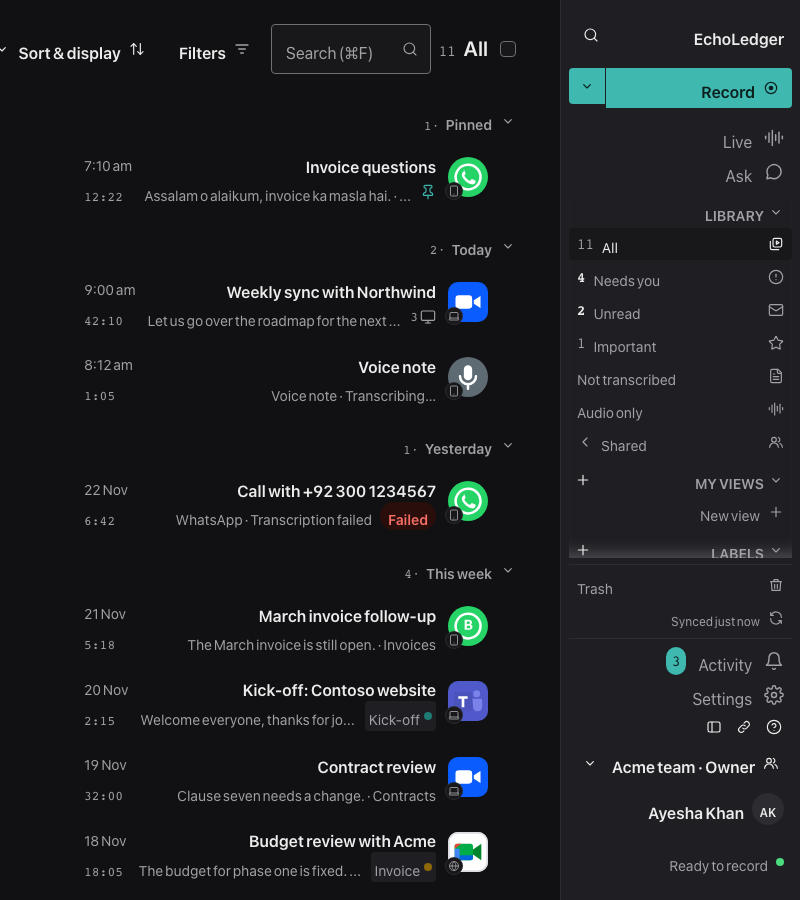 EchoLedger
Record
Live
Ask
LIBRARY
All 11
Needs you 4
Unread 2
Important 1
Not transcribed
Audio only
Shared
MY VIEWS
New view
LABELS
Trash
Synced just now
Activity 3
Settings
Acme team · Owner
AK Ayesha Khan
Ready to record
All 11
Search (⌘F)
Filters
Sort & display
Pinned · 1
Invoice questions 7:10 am
Assalam o alaikum, invoice ka masla hai. · ... 12:22
Today · 2
Weekly sync with Northwind 9:00 am
3 Let us go over the roadmap for the next ... 42:10
Voice note 8:12 am
Voice note · Transcribing... 1:05
Yesterday · 1
Call with +92 300 1234567 22 Nov
Failed WhatsApp · Transcription failed 6:42
This week · 4
B
March invoice follow-up 21 Nov
The March invoice is still open. · Invoices 5:18
T
Kick-off: Contoso website 20 Nov
Kick-off Welcome everyone, thanks for jo... 2:15
Contract review 19 Nov
Clause seven needs a change. · Contracts 32:00
Budget review with Acme 18 Nov
Invoice The budget for phase one is fixed. ... 18:05